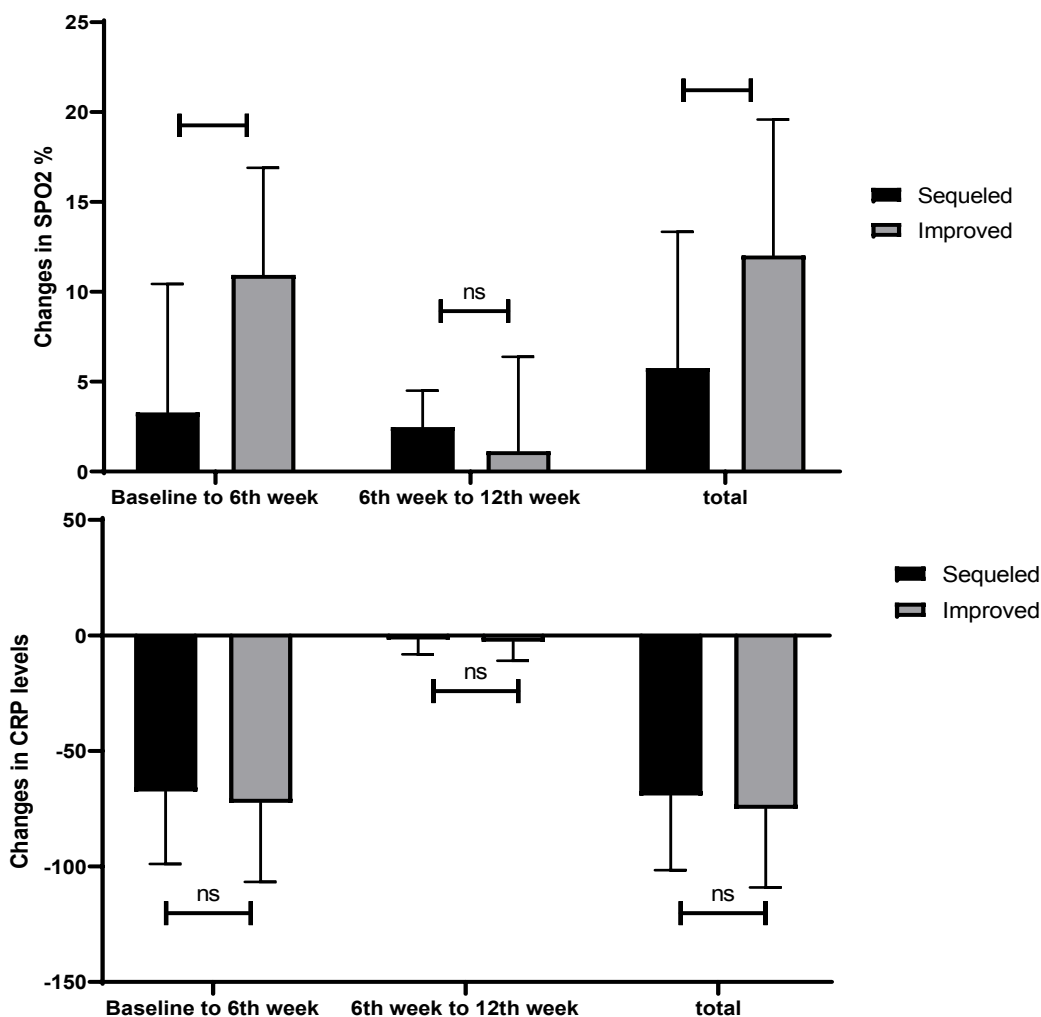 25
20
15
10
5
0
Changes in SPO2 %
ns
Baseline to 6th week
6th week to 12th week
total
Sequeled
Improved
50
0
-50
-100
-150
Changes in CRP levels
ns
ns
ns
Baseline to 6th week
6th week to 12th week
total
Sequeled
Improved